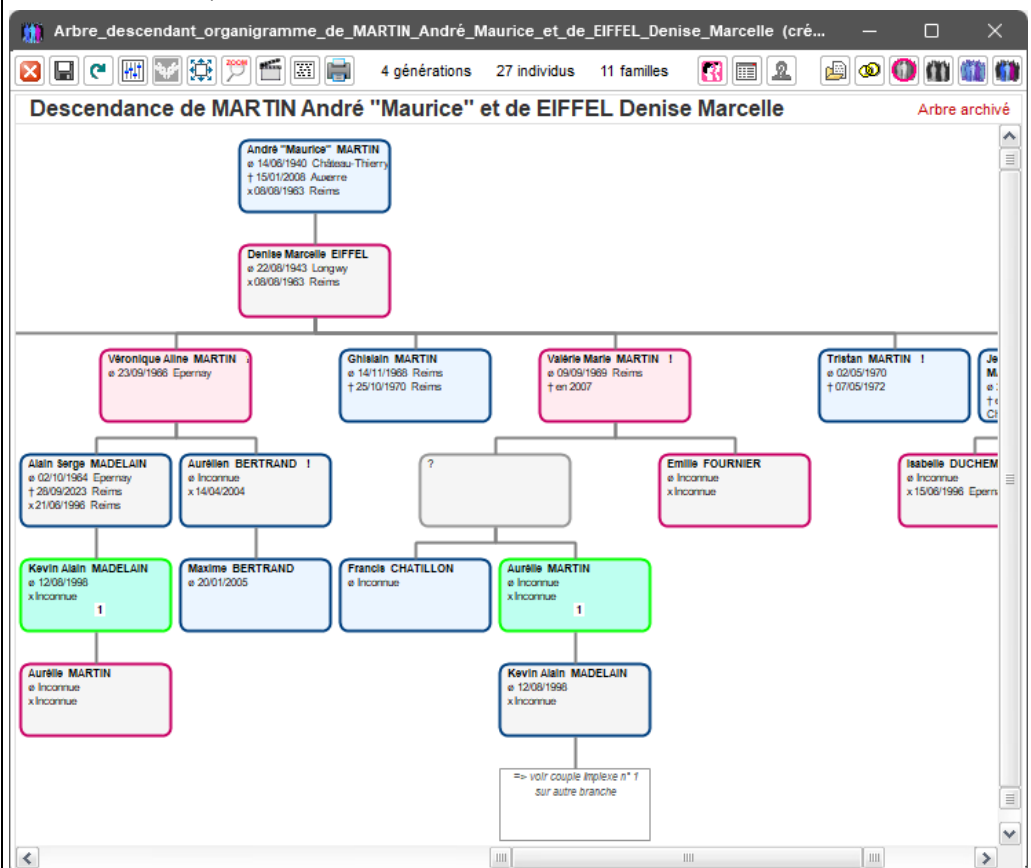 Arbre_descendant_organigramme_de_MARTIN_André_Maurice_et_de_EIFFEL_Denise_Marcelle (cré...
ZOOM
4 générations 27 individus 11 familles
Descendance de MARTIN André "Maurice" et de EIFFEL Denise Marcelle
Arbre archivé
André "Maurice" MARTIN
ø 14/06/1940 Château-Thierry
† 15/01/2008 Auxerre
x 08/08/1963 Reims
Denise Marcelle EIFFEL
ø 22/08/1943 Longwy
x 08/08/1963 Reims
Véronique Aline MARTIN
ø 23/09/1966 Epernay
Ghislain MARTIN
ø 14/11/1968 Reims
† 25/10/1970 Reims
Valérie Marie MARTIN !
ø 09/09/1969 Reims
† en 2007
Tristan MARTIN !
ø 02/05/1970
† 07/05/1972
Je
M
ø
†
Alain Serge MADELAIN
ø 02/10/1964 Epernay
† 28/09/2023 Reims
x 21/06/1996 Reims
Aurélien BERTRAND !
ø Inconnue
x 14/04/2004
?
Emilie FOURNIER
ø Inconnue
x Inconnue
Isabelle DUCHEM
ø Inconnue
x 15/06/1996 Epern
Kevin Alain MADELAIN
ø 12/08/1998
x Inconnue
1
Maxime BERTRAND
ø 20/01/2005
Francis CHATILLON
ø Inconnue
Aurélie MARTIN
ø Inconnue
x Inconnue
1
Aurélie MARTIN
ø Inconnue
x Inconnue
Kevin Alain MADELAIN
ø 12/08/1998
x Inconnue
=> voir couple implexe n° 1
sur autre branche